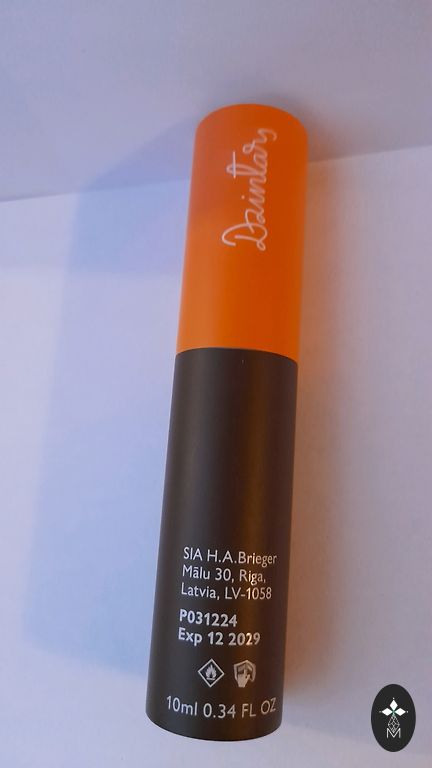 Dzintars
SIA H.A.Brieger
Mālu 30, Riga,
Latvia, LV-1058
P031224
Exp 12 2029
10ml 0.34 FL OZ
M